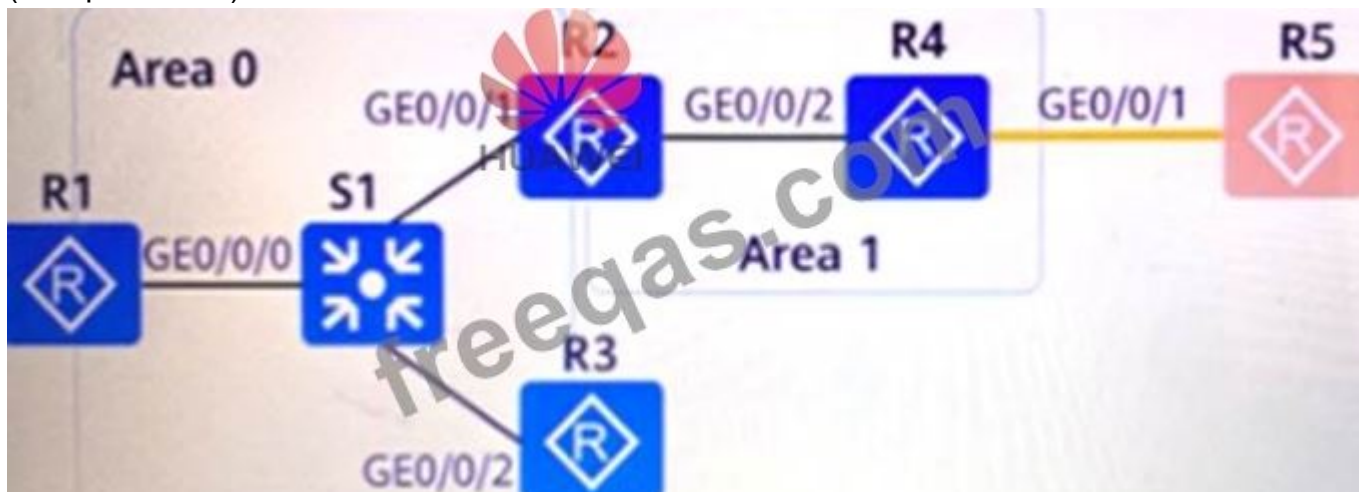 Area 0
R2
R4
R5
GE0/0/1
GE0/0/2
GE0/0/1
HUAWEI
R1
S1
GE0/0/0
Area 1
freeqas.com
R3
GE0/0/2